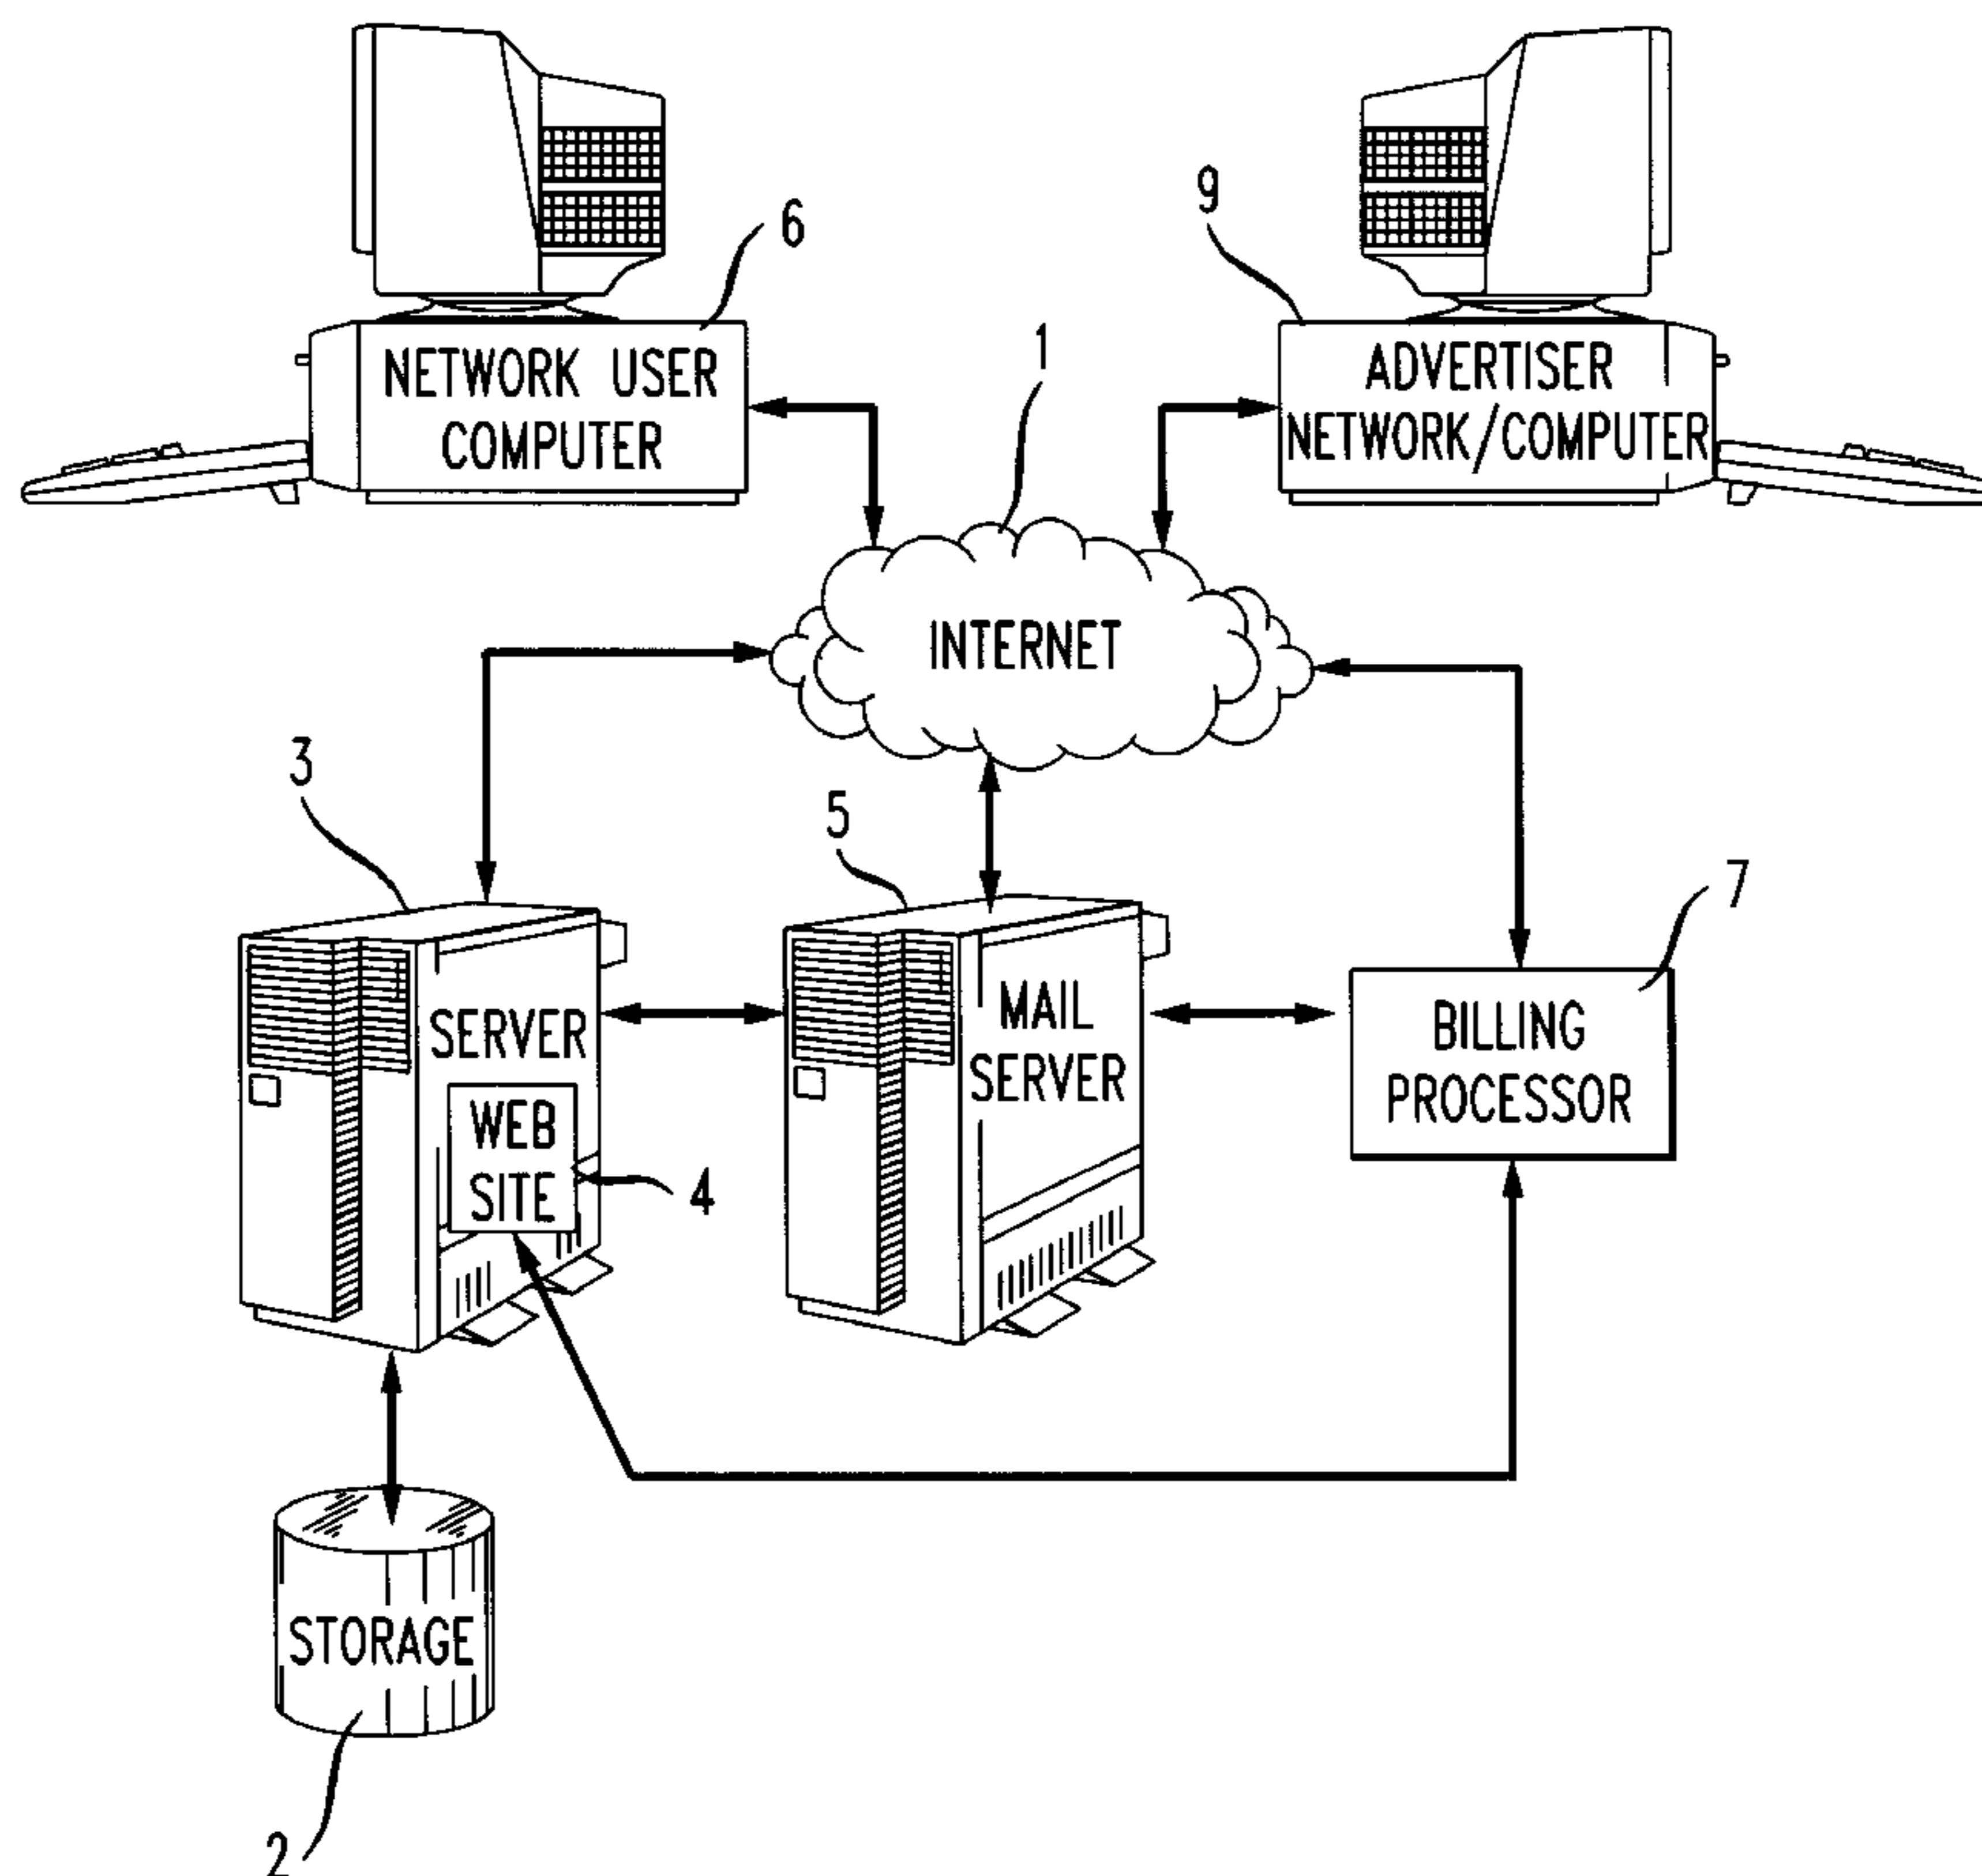 6
9
NETWORK USER
COMPUTER
1
ADVERTISER
NETWORK/COMPUTER
INTERNET
3
5
7
SERVER
MAIL
SERVER
BILLING
PROCESSOR
WEB
SITE
4
STORAGE
2